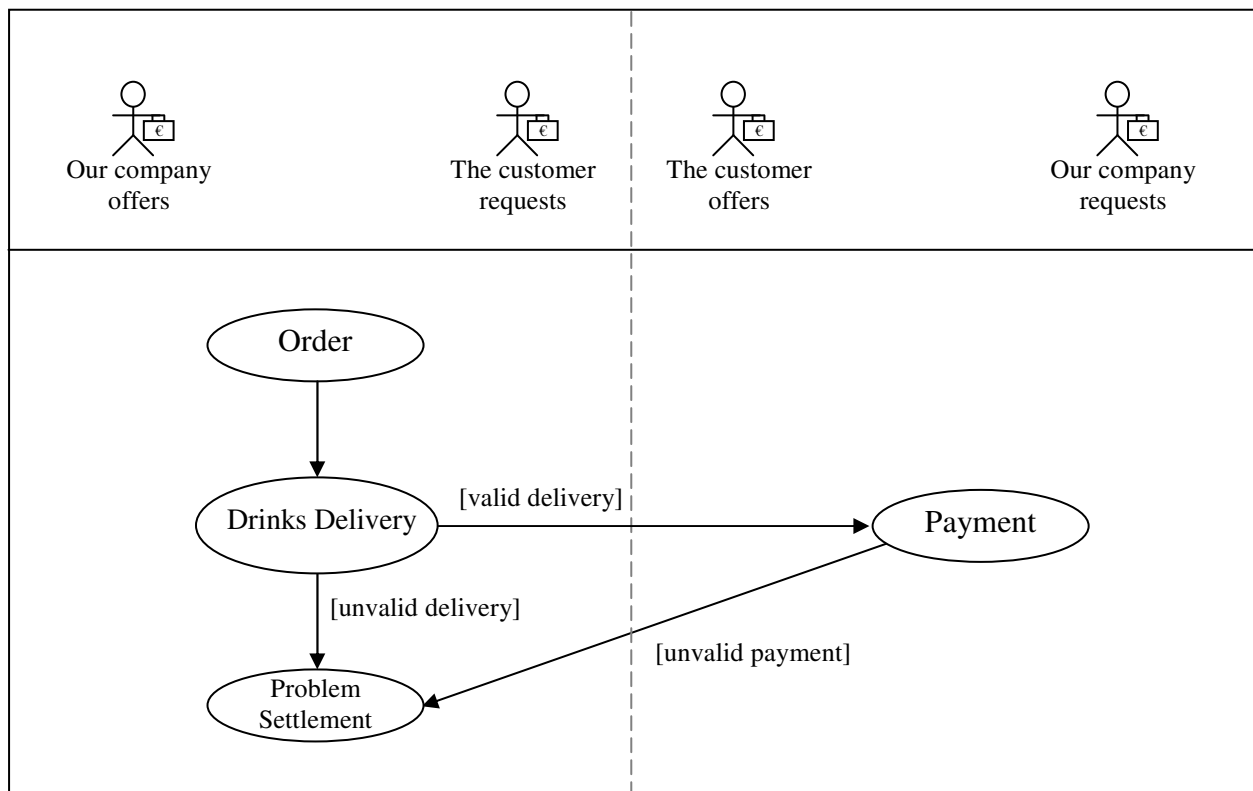 €
€
€
€
Our company
offers
The customer
requests
The customer
offers
Our company
requests
Order
Drinks Delivery
[valid delivery]
Payment
[unvalid delivery]
[unvalid payment]
Problem
Settlement